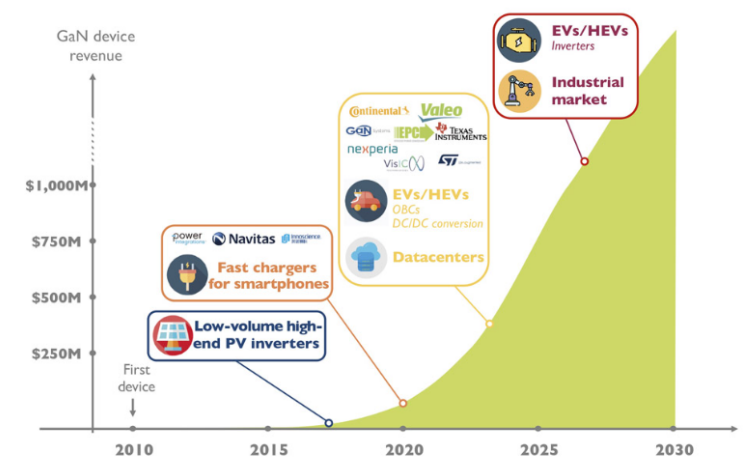 GaN device
revenue
$1,000M
$750M
$500M
$250M
First
device
2010
2015
2020
2025
2030
Low-volume high-
end PV inverters
power
integrations
Navitas
Innoscience
Fast chargers
for smartphones
Continental
Valeo
GaN Systems
EPC
TEXAS
INSTRUMENTS
nexperia
VisIC
ST
EVs/HEVs
OBCs
DC/DC conversion
Datacenters
EVs/HEVs
Inverters
Industrial
market